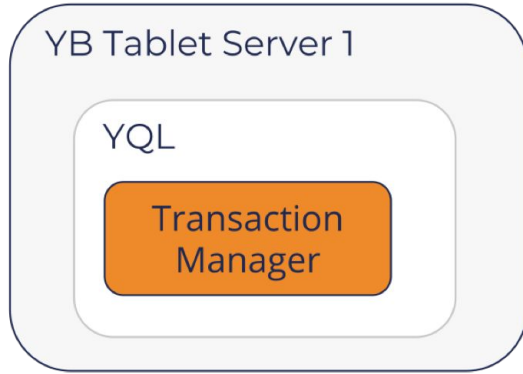 YB Tablet Server 1
YQL
Transaction
Manager